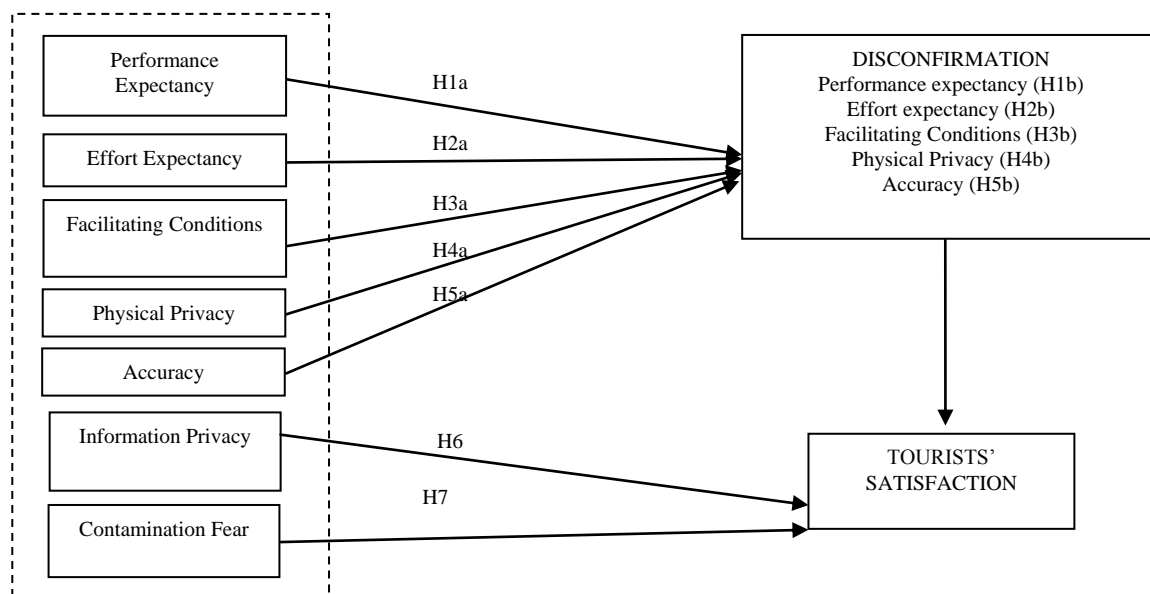 Performance
Expectancy
Effort Expectancy
Facilitating Conditions
Physical Privacy
Accuracy
Information Privacy
Contamination Fear
H1a
H2a
H3a
H4a
H5a
H6
H7
DISCONFIRMATION
Performance expectancy (H1b)
Effort expectancy (H2b)
Facilitating Conditions (H3b)
Physical Privacy (H4b)
Accuracy (H5b)
TOURISTS’
SATISFACTION